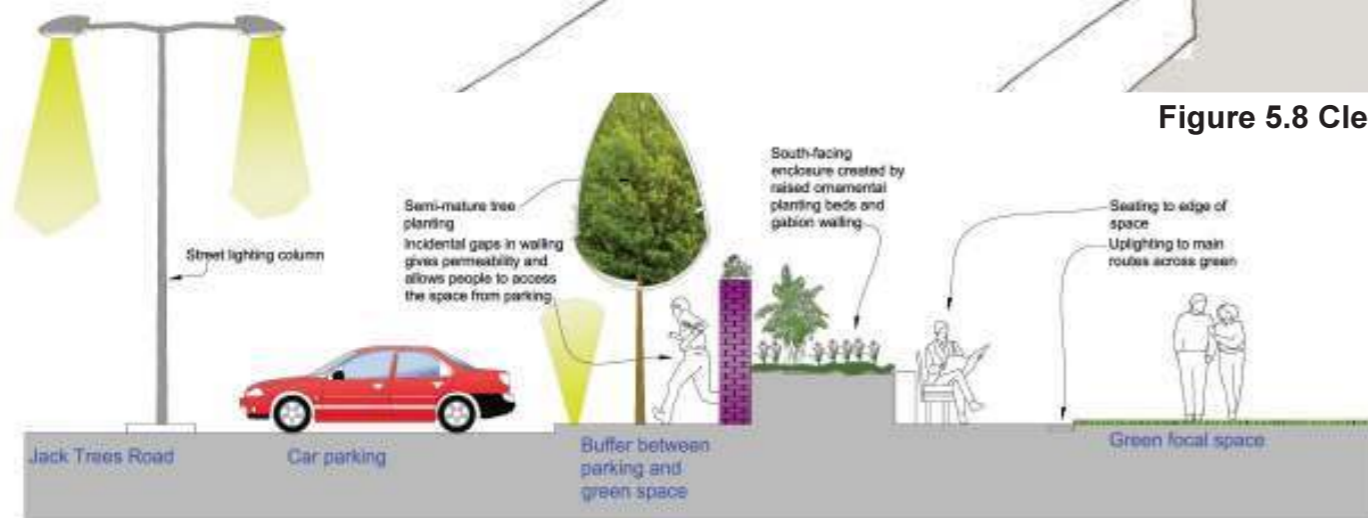 Figure 5.8 Cle
South-facing
enclosure created by
raised ornamental
planting beds and
gabion walling
Semi-mature tree
planting
Incidental gaps in walling
gives permeability and
allows people to access
the space from parking
Seating to edge of
space
Uplighting to main
routes across green
Street lighting column
Jack Trees Road
Car parking
Buffer between
parking and
green space
Green focal space